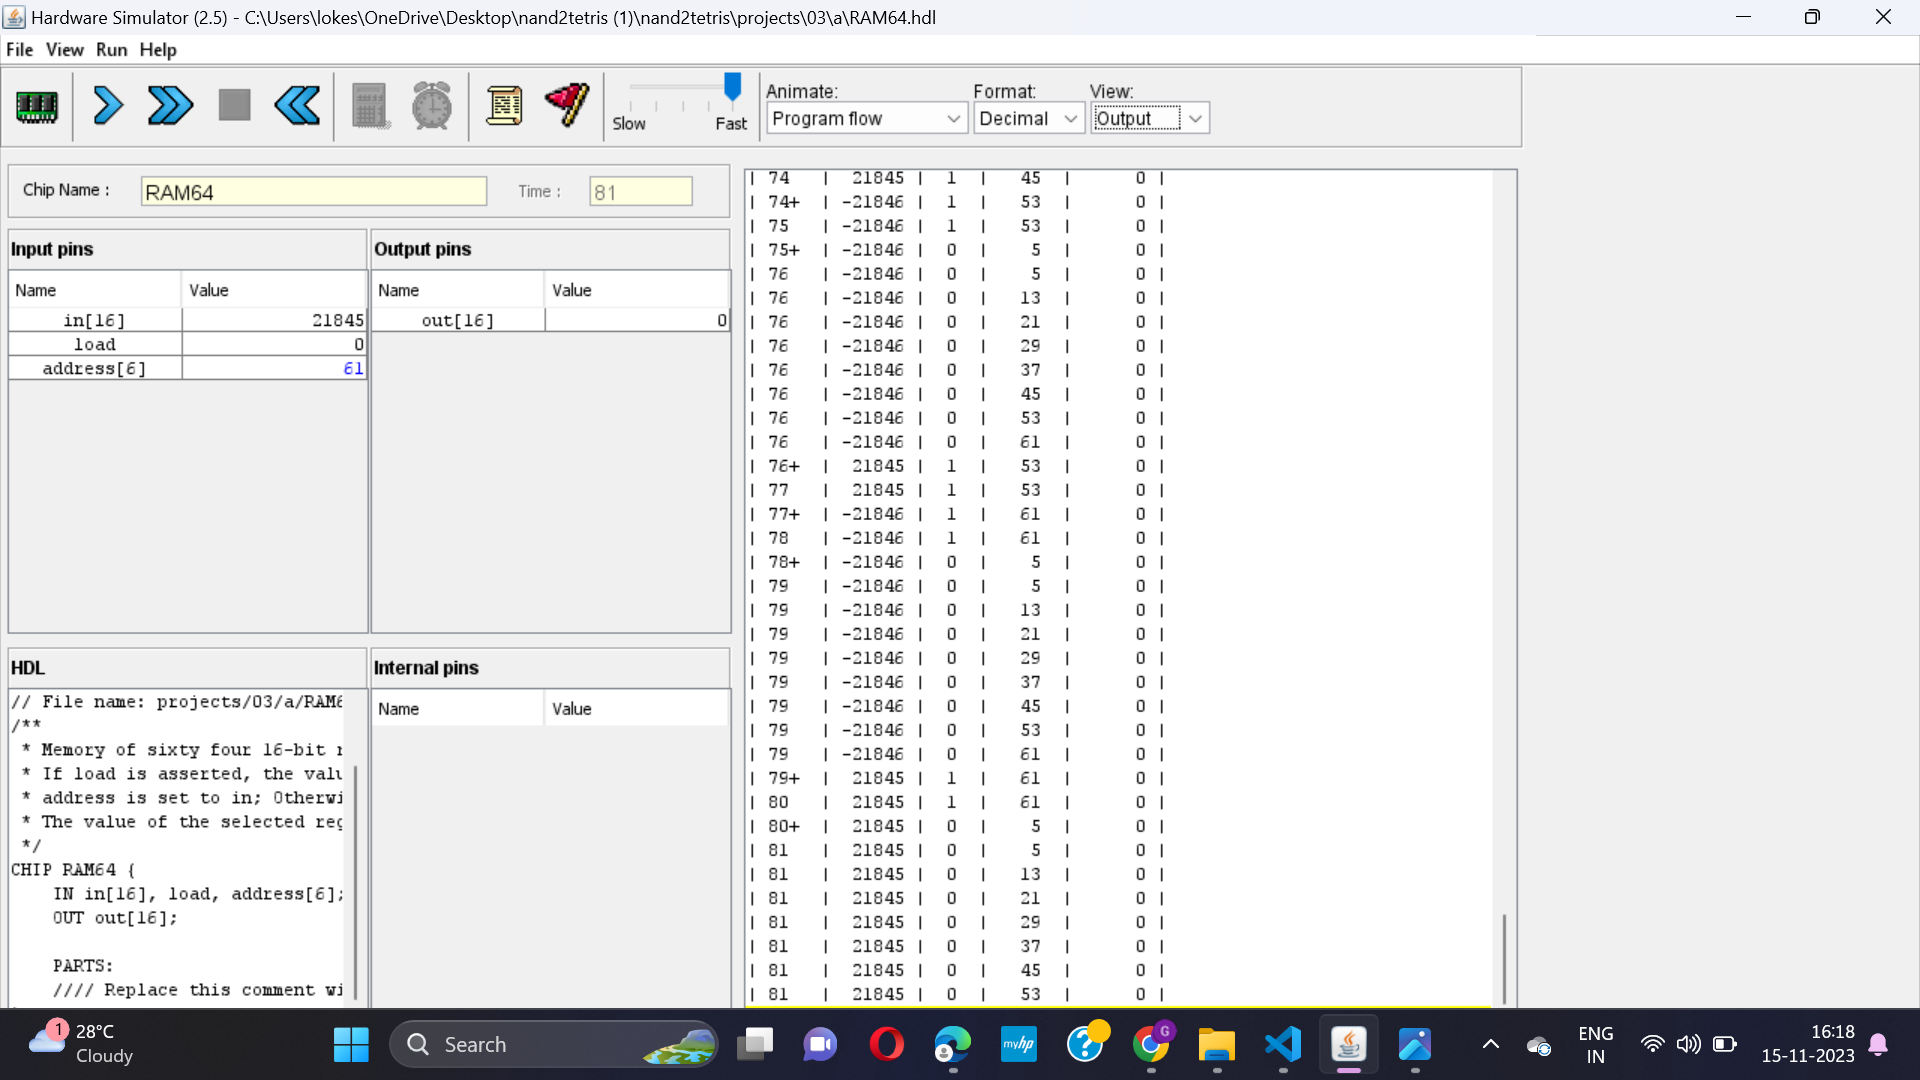 Hardware Simulator (2.5) - C:\Users\lokes\OneDrive\Desktop\nand2tetris (1)\nand2tetris\projects\03\a\RAM64.hdl
File View Run Help
Slow Fast
Animate: Format: View:
Program flow Decimal Output
Chip Name : RAM64 Time : 81
Input pins
Name Value
in[16] 21845
load 0
address[6] 61
Output pins
Name Value
out[16] 0
HDL
// File name: projects/03/a/RAM6
/**
* Memory of sixty four 16-bit r
* If load is asserted, the valu
* address is set to in; Otherwi
* The value of the selected reg
*/
CHIP RAM64 {
IN in[16], load, address[6];
OUT out[16];
PARTS:
//// Replace this comment wi
Internal pins
Name Value
| 74 | 21845 | 1 | 45 | 0 |
| 74+ | -21846 | 1 | 53 | 0 |
| 75 | -21846 | 1 | 53 | 0 |
| 75+ | -21846 | 0 | 5 | 0 |
| 76 | -21846 | 0 | 5 | 0 |
| 76 | -21846 | 0 | 13 | 0 |
| 76 | -21846 | 0 | 21 | 0 |
| 76 | -21846 | 0 | 29 | 0 |
| 76 | -21846 | 0 | 37 | 0 |
| 76 | -21846 | 0 | 45 | 0 |
| 76 | -21846 | 0 | 53 | 0 |
| 76 | -21846 | 0 | 61 | 0 |
| 76+ | 21845 | 1 | 53 | 0 |
| 77 | 21845 | 1 | 53 | 0 |
| 77+ | -21846 | 1 | 61 | 0 |
| 78 | -21846 | 1 | 61 | 0 |
| 78+ | -21846 | 0 | 5 | 0 |
| 79 | -21846 | 0 | 5 | 0 |
| 79 | -21846 | 0 | 13 | 0 |
| 79 | -21846 | 0 | 21 | 0 |
| 79 | -21846 | 0 | 29 | 0 |
| 79 | -21846 | 0 | 37 | 0 |
| 79 | -21846 | 0 | 45 | 0 |
| 79 | -21846 | 0 | 53 | 0 |
| 79 | -21846 | 0 | 61 | 0 |
| 79+ | 21845 | 1 | 61 | 0 |
| 80 | 21845 | 1 | 61 | 0 |
| 80+ | 21845 | 0 | 5 | 0 |
| 81 | 21845 | 0 | 5 | 0 |
| 81 | 21845 | 0 | 13 | 0 |
| 81 | 21845 | 0 | 21 | 0 |
| 81 | 21845 | 0 | 29 | 0 |
| 81 | 21845 | 0 | 37 | 0 |
| 81 | 21845 | 0 | 45 | 0 |
| 81 | 21845 | 0 | 53 | 0 |
1
28°C
Cloudy
Search
myhp
G
ENG
IN
16:18
15-11-2023